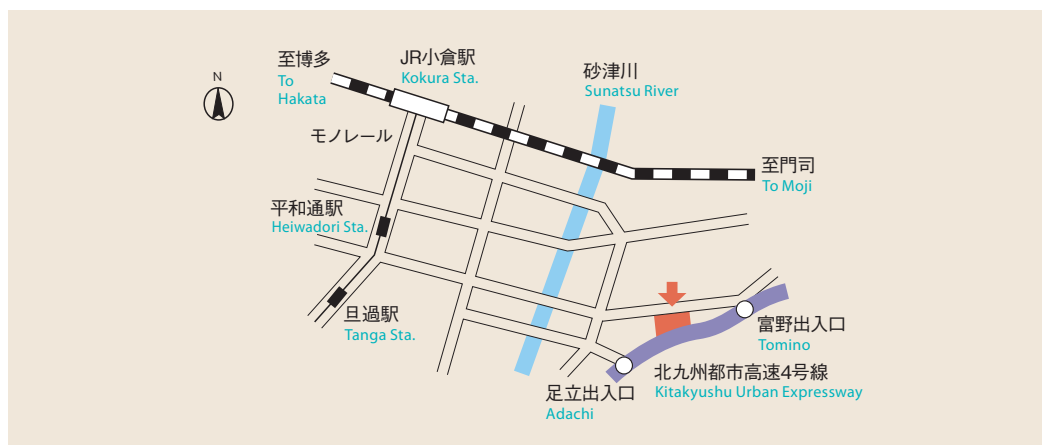 N
至博多
To
Hakata
JR小倉駅
Kokura Sta.
砂津川
Sunatsu River
モノレール
至門司
To Moji
平和通駅
Heiwadori Sta.
旦過駅
Tanga Sta.
富野出入口
Tomino
北九州都市高速4号線
Kitakyushu Urban Expressway
足立出入口
Adachi